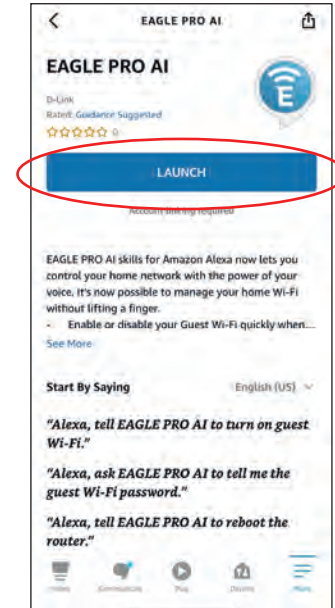 EAGLE PRO AI
EAGLE PRO AI
D-Link
Rated: Guidance Suggested
0
LAUNCH
Account linking required
EAGLE PRO AI skills for Amazon Alexa now lets you
control your home network with the power of your
voice. It's now possible to manage your home Wi-Fi
without lifting a finger.
- Enable or disable your Guest Wi-Fi quickly when...
See More
Start By Saying English (US)
"Alexa, tell EAGLE PRO AI to turn on guest
Wi-Fi."
"Alexa, ask EAGLE PRO AI to tell me the
guest Wi-Fi password."
"Alexa, tell EAGLE PRO AI to reboot the
router."
Communicate Play Devices More